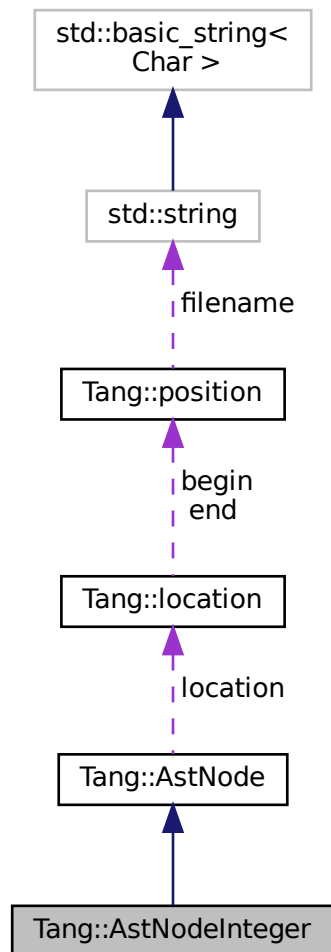 std::basic_string<
Char >
std::string
filename
Tang::position
begin
end
Tang::location
location
Tang::AstNode
Tang::AstNodeInteger